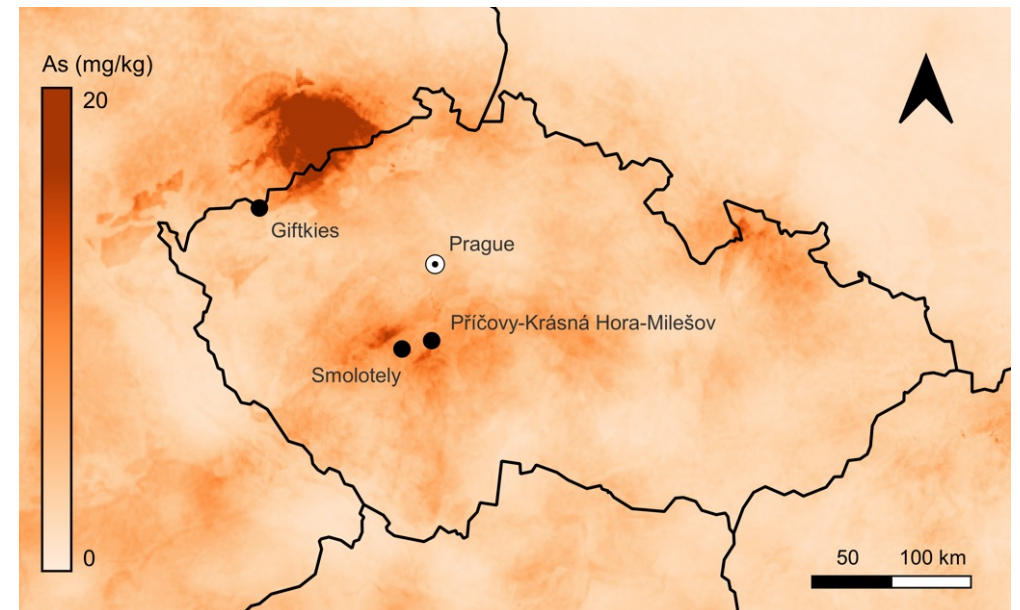 As (mg/kg)
20
0
Giftkies
Prague
Příčovy-Krásná Hora-Milešov
Smolotely
50 100 km